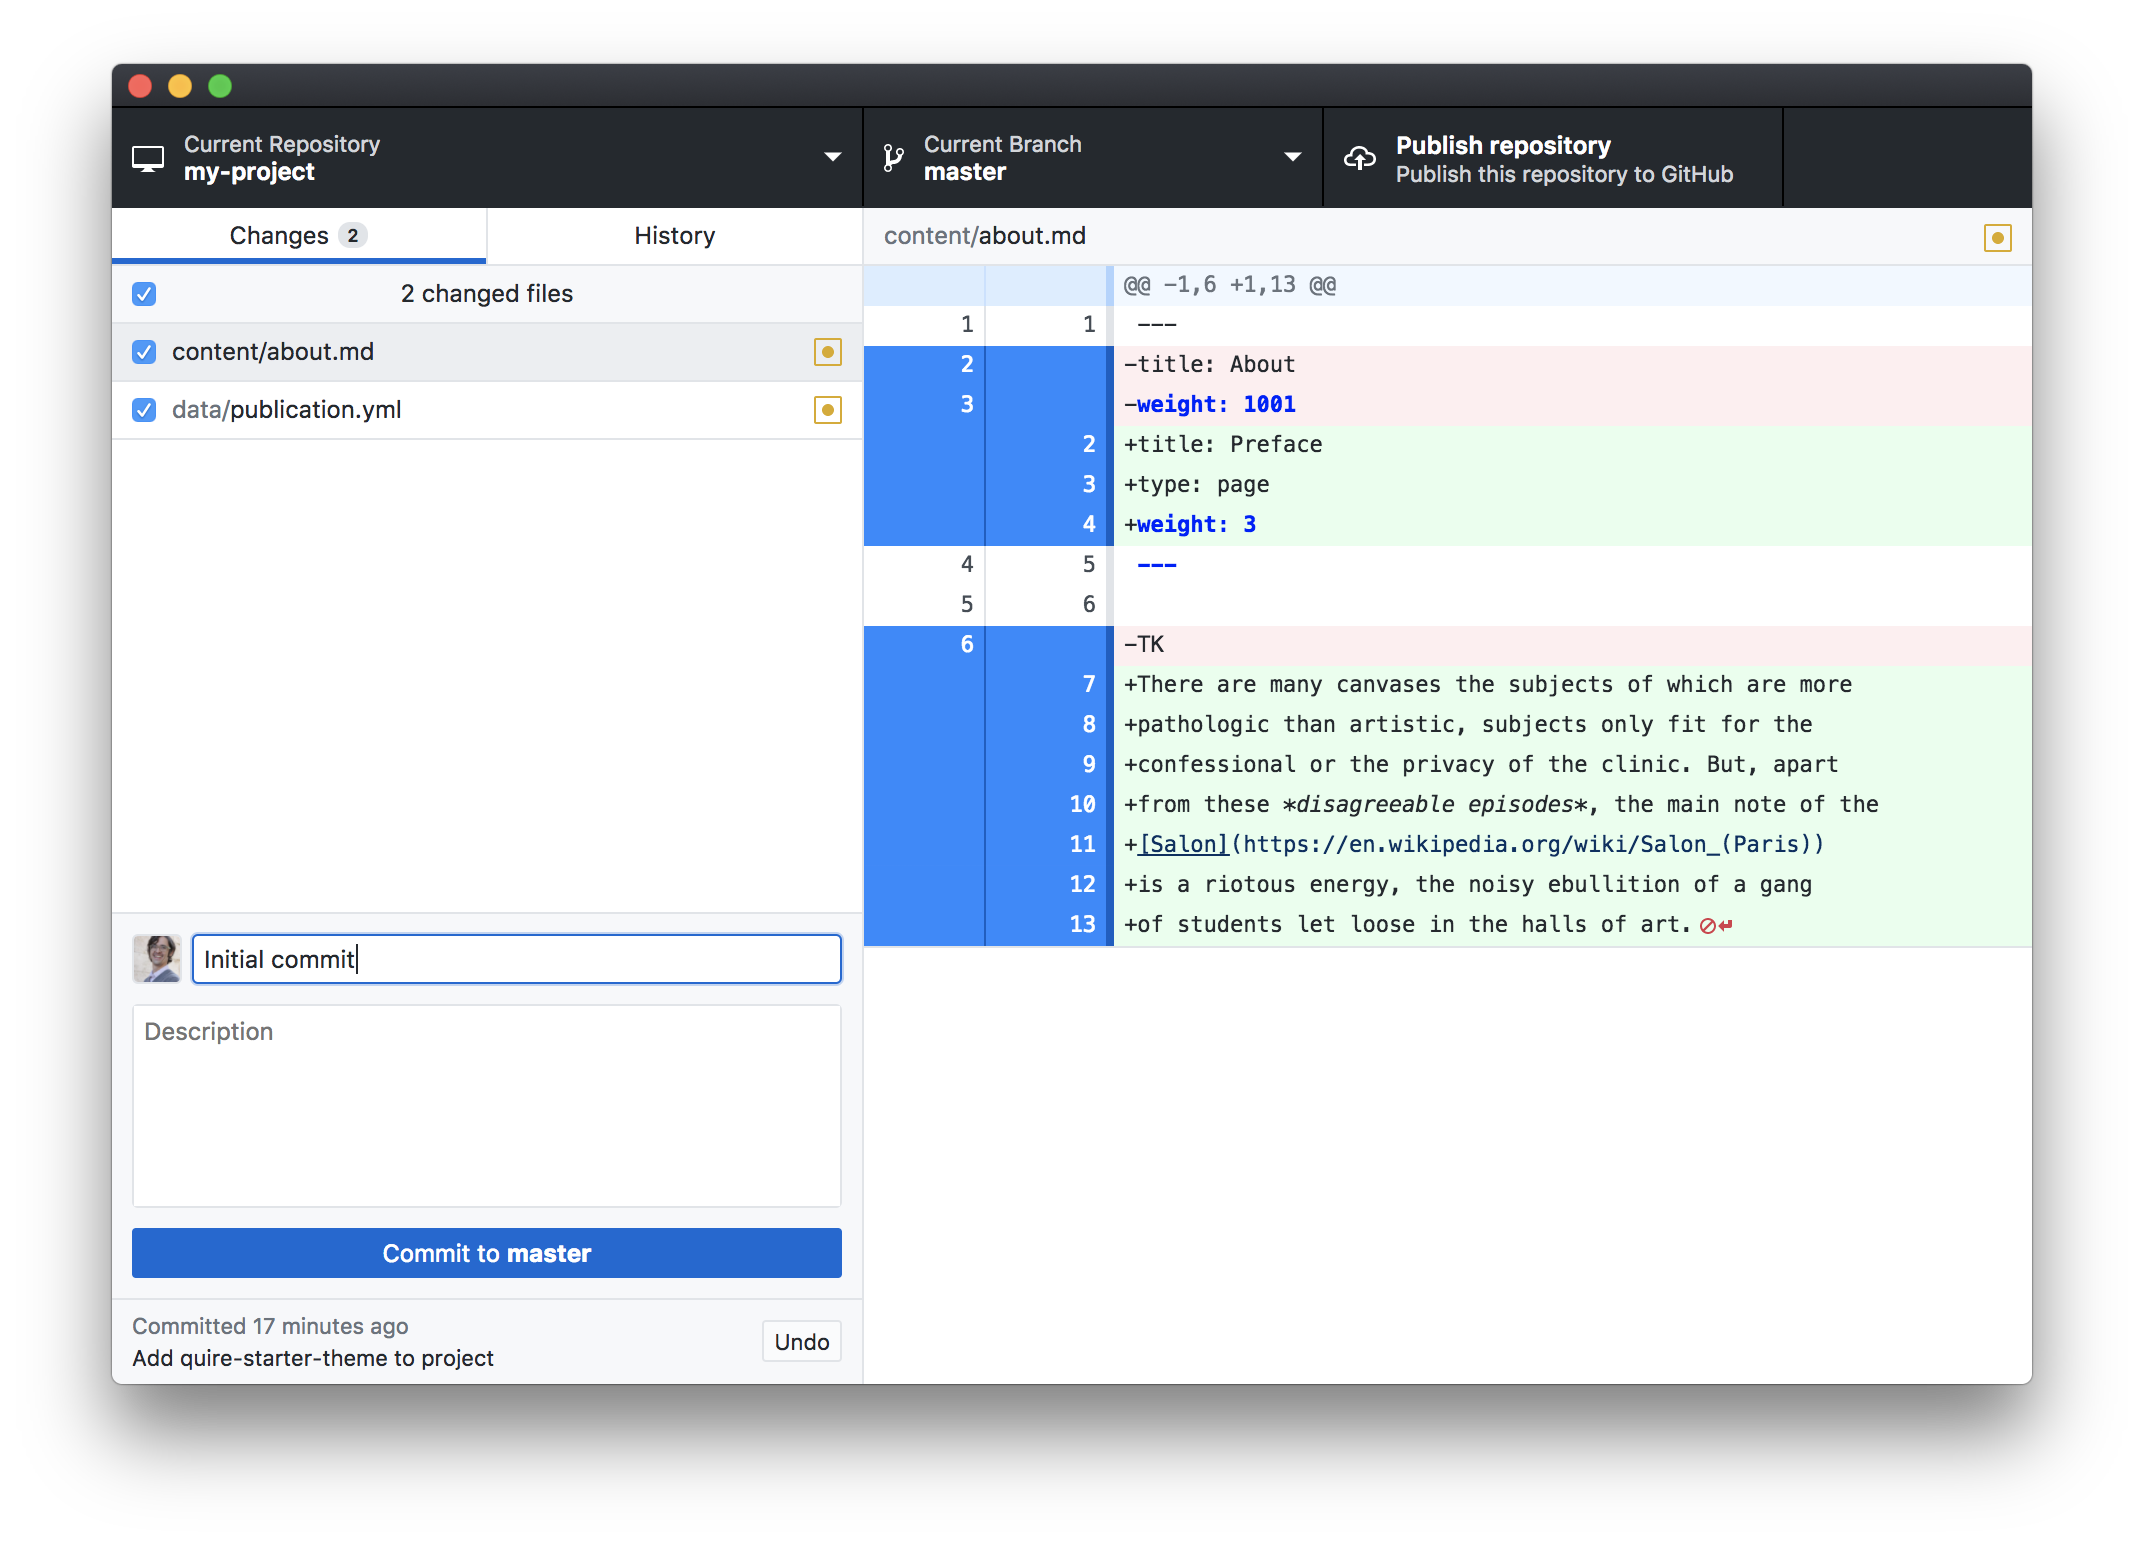 Current Repository
my-project
Current Branch
master
Publish repository
Publish this repository to GitHub
Changes 2
History
2 changed files
content/about.md
data/publication.yml
Initial commit
Description
Commit to master
Committed 17 minutes ago
Add quire-starter-theme to project
Undo
content/about.md
@@ -1,6 +1,13 @@
1 1 ---
2 -title: About
3 -weight: 1001
2 +title: Preface
3 +type: page
4 +weight: 3
4 5 ---
5 6
6 -TK
7 +There are many canvases the subjects of which are more
8 +pathologic than artistic, subjects only fit for the
9 +confessional or the privacy of the clinic. But, apart
10 +from these *disagreeable episodes*, the main note of the
11 +[Salon](https://en.wikipedia.org/wiki/Salon_(Paris))
12 +is a riotous energy, the noisy ebullition of a gang
13 +of students let loose in the halls of art.